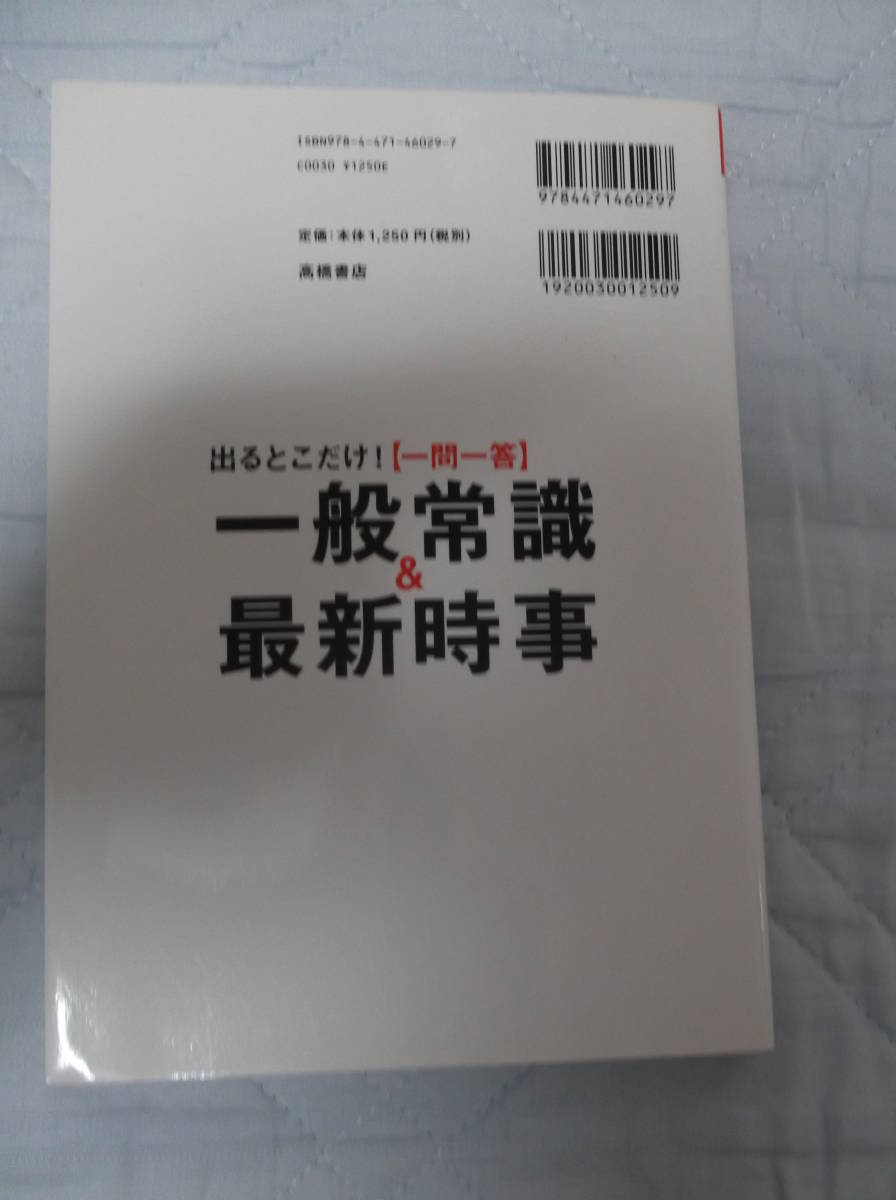 ISBN978-4-471-46029-7
C0030 ¥1250E
9784471460297
定価：本体1,250円（税別）
高橋書店
1920030012509
出るとこだけ！【一問一答】
一般常識
&
最新時事